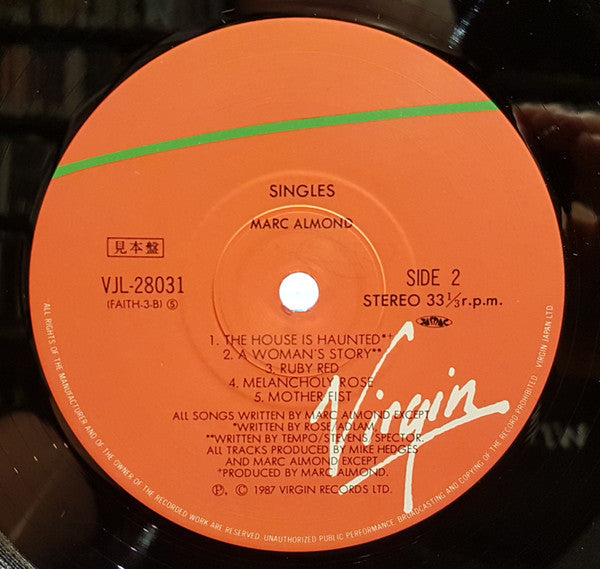 SINGLES
MARC ALMOND
見本盤
VJL-28031
(FAITH-3-B) ⑤
SIDE 2
STEREO 33⅓r.p.m.
1. THE HOUSE IS HAUNTED*†
2. A WOMAN'S STORY**
3. RUBY RED
4. MELANCHOLY ROSE
5. MOTHER FIST
ALL SONGS WRITTEN BY MARC ALMOND EXCEPT
*WRITTEN BY ROSE/ADLAM.
**WRITTEN BY TEMPO/STEVENS/SPECTOR.
ALL TRACKS PRODUCED BY MIKE HEDGES
AND MARC ALMOND EXCEPT
†PRODUCED BY MARC ALMOND.
Ⓟ, © 1987 VIRGIN RECORDS LTD.
Virgin
ALL RIGHTS OF THE MANUFACTURER AND OF THE OWNER OF THE RECORDED WORK ARE RESERVED. UNAUTHORIZED PUBLIC PERFORMANCE, BROADCASTING AND COPYING OF THE RECORD PROHIBITED. VIRGIN JAPAN LTD.